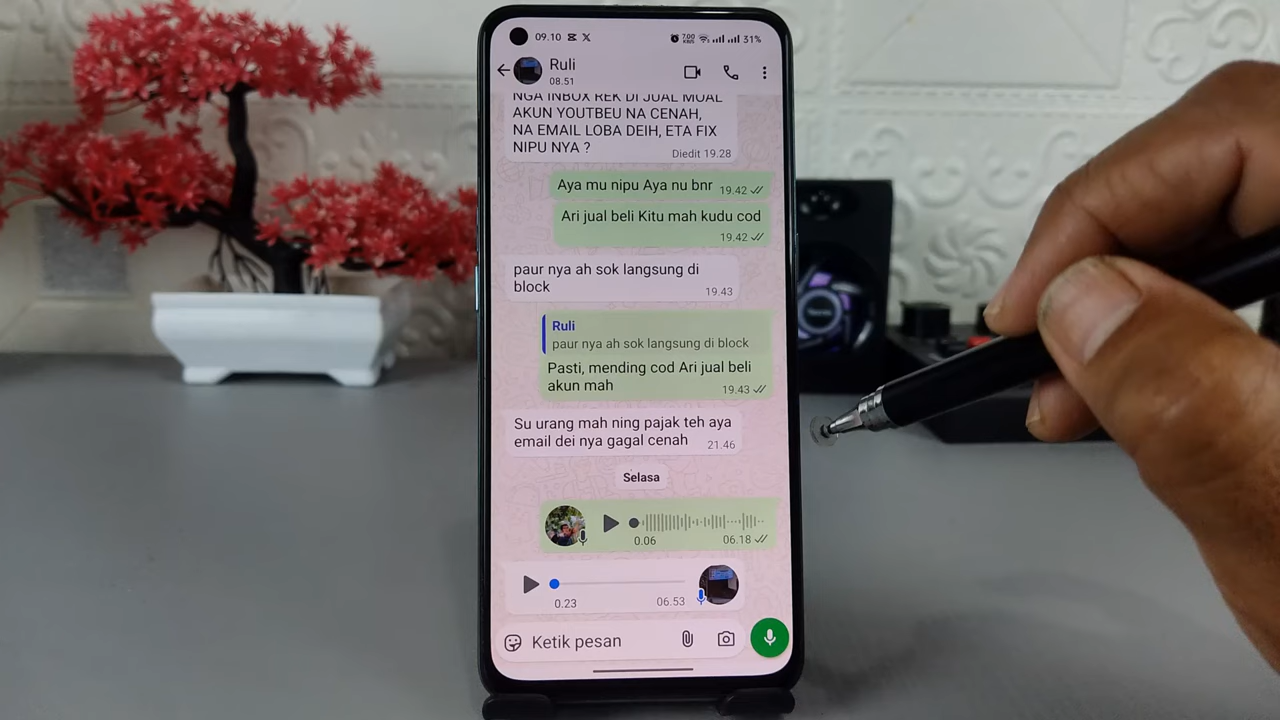 09.10
7.00
KB/S
31%
Ruli
08.51
NGA INBOX REK DI JUAL MUAL
AKUN YOUTBEU NA CENAH,
NA EMAIL LOBA DEIH, ETA FIX
NIPU NYA ?
Diedit 19.28
Aya mu nipu Aya nu bnr 19.42
Ari jual beli Kitu mah kudu cod
19.42
paur nya ah sok langsung di
block
19.43
Ruli
paur nya ah sok langsung di block
Pasti, mending cod Ari jual beli
akun mah
19.43
Su urang mah ning pajak teh aya
email dei nya gagal cenah 21.46
Selasa
0.06 06.18
0.23 06.53
Ketik pesan